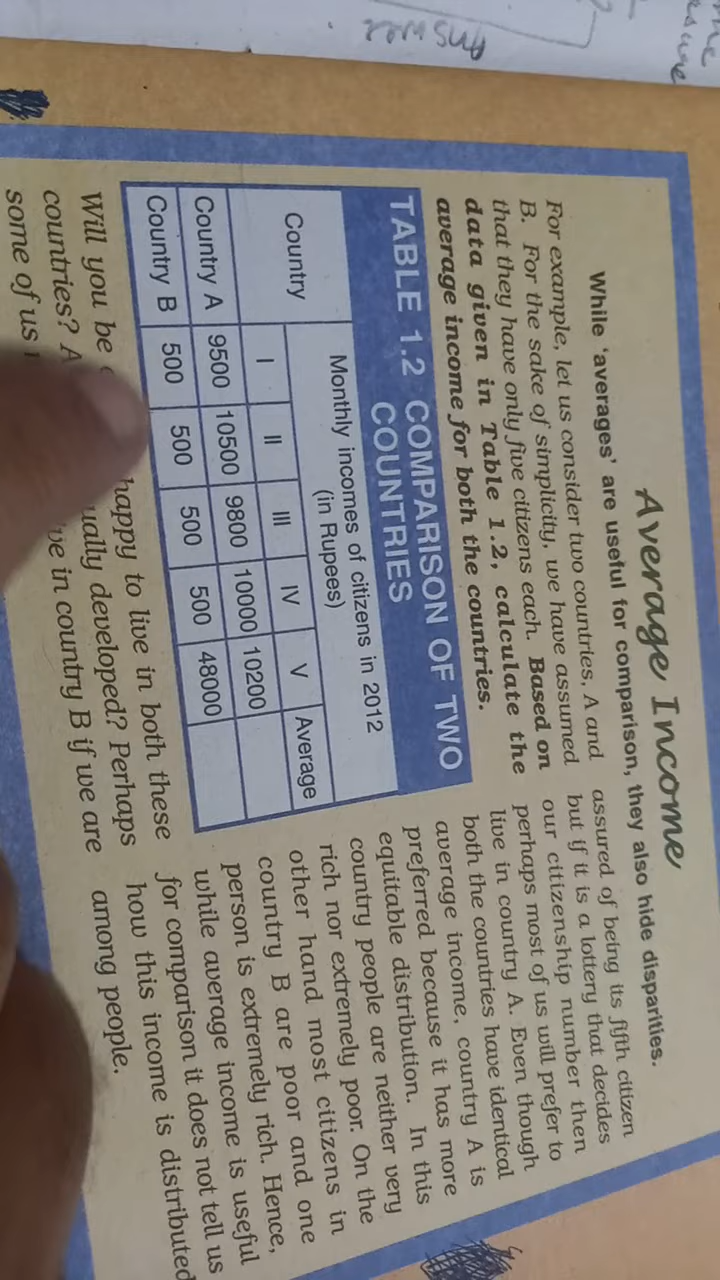 Answer
Average Income
While ‘averages’ are useful for comparison, they also hide disparities.
For example, let us consider two countries, A and
B. For the sake of simplicity, we have assumed
that they have only five citizens each. Based on
data given in Table 1.2, calculate the
average income for both the countries.
TABLE 1.2 COMPARISON OF TWO
COUNTRIES
Country Monthly incomes of citizens in 2012
(in Rupees)
I II III IV V Average
Country A 9500 10500 9800 10000 10200
Country B 500 500 500 500 48000
Will you be happy to live in both these
countries? developed? Perhaps
some of us in country B if we are
assured of being its fifth citizen
but if it is a lottery that decides
our citizenship number then
perhaps most of us will prefer to
live in country A. Even though
both the countries have identical
average income, country A is
preferred because it has more
equitable distribution. In this
country people are neither very
rich nor extremely poor. On the
other hand most citizens in
country B are poor and one
person is extremely rich. Hence,
while average income is useful
for comparison it does not tell us
how this income is distributed
among people.